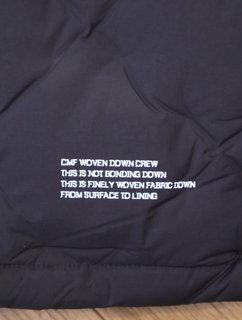 CMF WOVEN DOWN CREW
THIS IS NOT BONDING DOWN
THIS IS FINELY WOVEN FABRIC DOWN
FROM SURFACE TO LINING